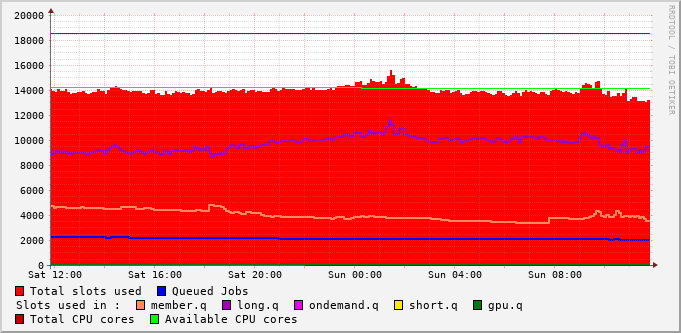 20000
18000
16000
14000
12000
10000
8000
6000
4000
2000
0
Sat 12:00 Sat 16:00 Sat 20:00 Sun 00:00 Sun 04:00 Sun 08:00
Total slots used Queued Jobs
Slots used in : member.q long.q ondemand.q short.q gpu.q
Total CPU cores Available CPU cores
RRDTOOL / TOBI OETIKER